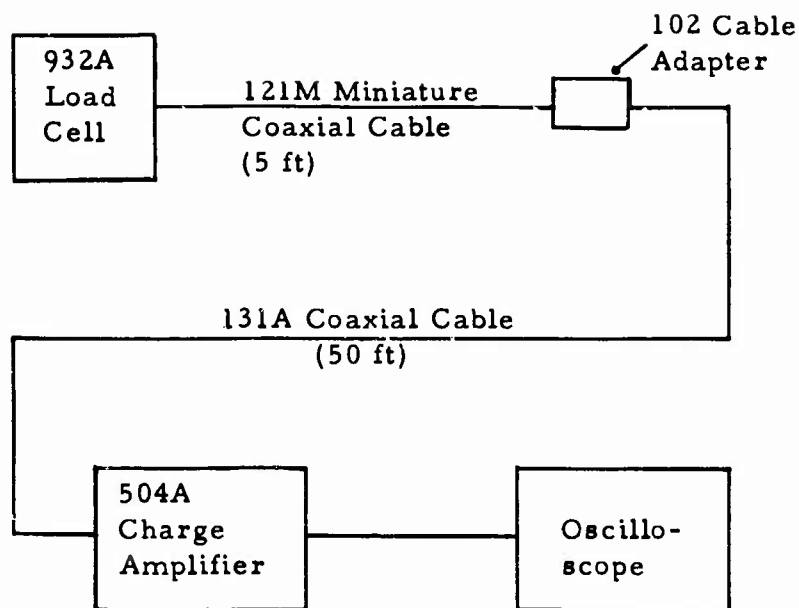 932A
Load
Cell
121M Miniature
Coaxial Cable
(5 ft)
102 Cable
Adapter
131A Coaxial Cable
(50 ft)
504A
Charge
Amplifier
Oscillo-
scope